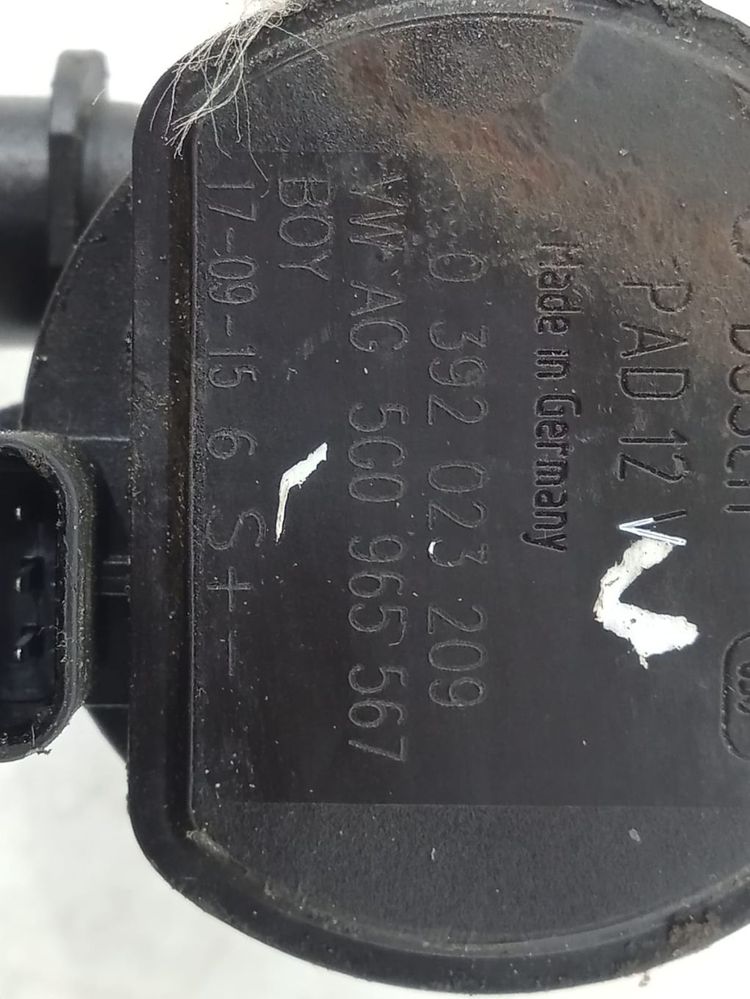 BOSCH
PAD 12 V
Made in Germany
0 392 023 209
VW AG 5G0 965 567
BOY
17-09-15 6 S + -